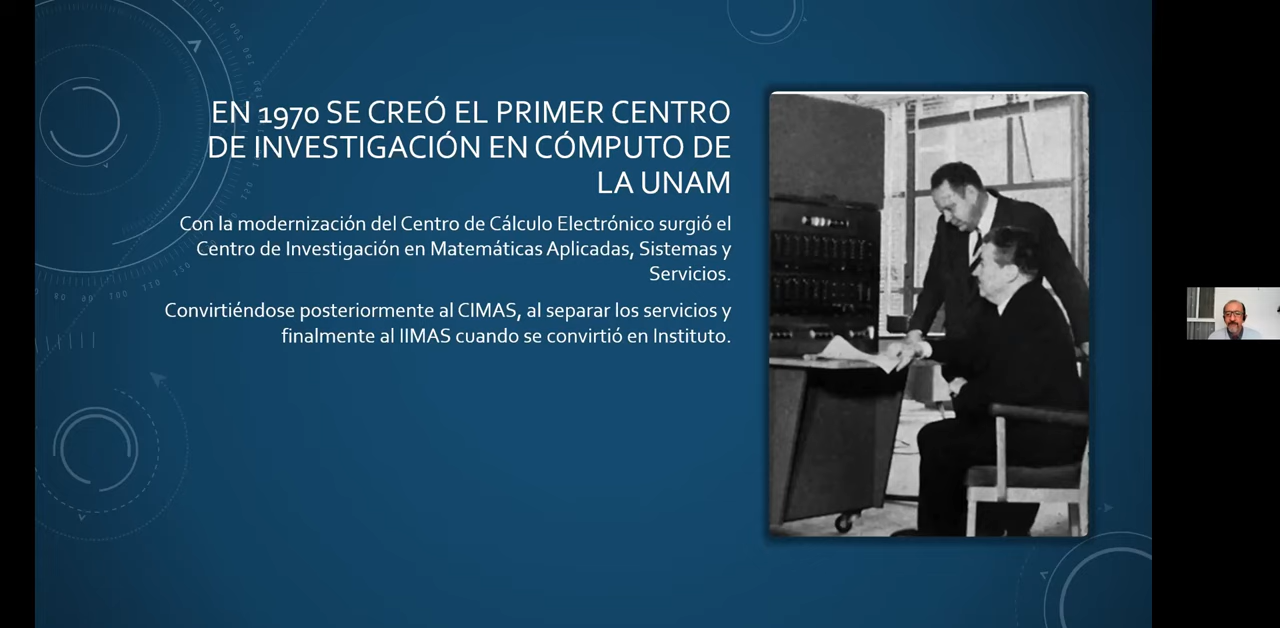 EN 1970 SE CREÓ EL PRIMER CENTRO
DE INVESTIGACIÓN EN CÓMPUTO DE
LA UNAM
Con la modernización del Centro de Cálculo Electrónico surgió el
Centro de Investigación en Matemáticas Aplicadas, Sistemas y
Servicios.
Convirtiéndose posteriormente al CIMAS, al separar los servicios y
finalmente al IIMAS cuando se convirtió en Instituto.